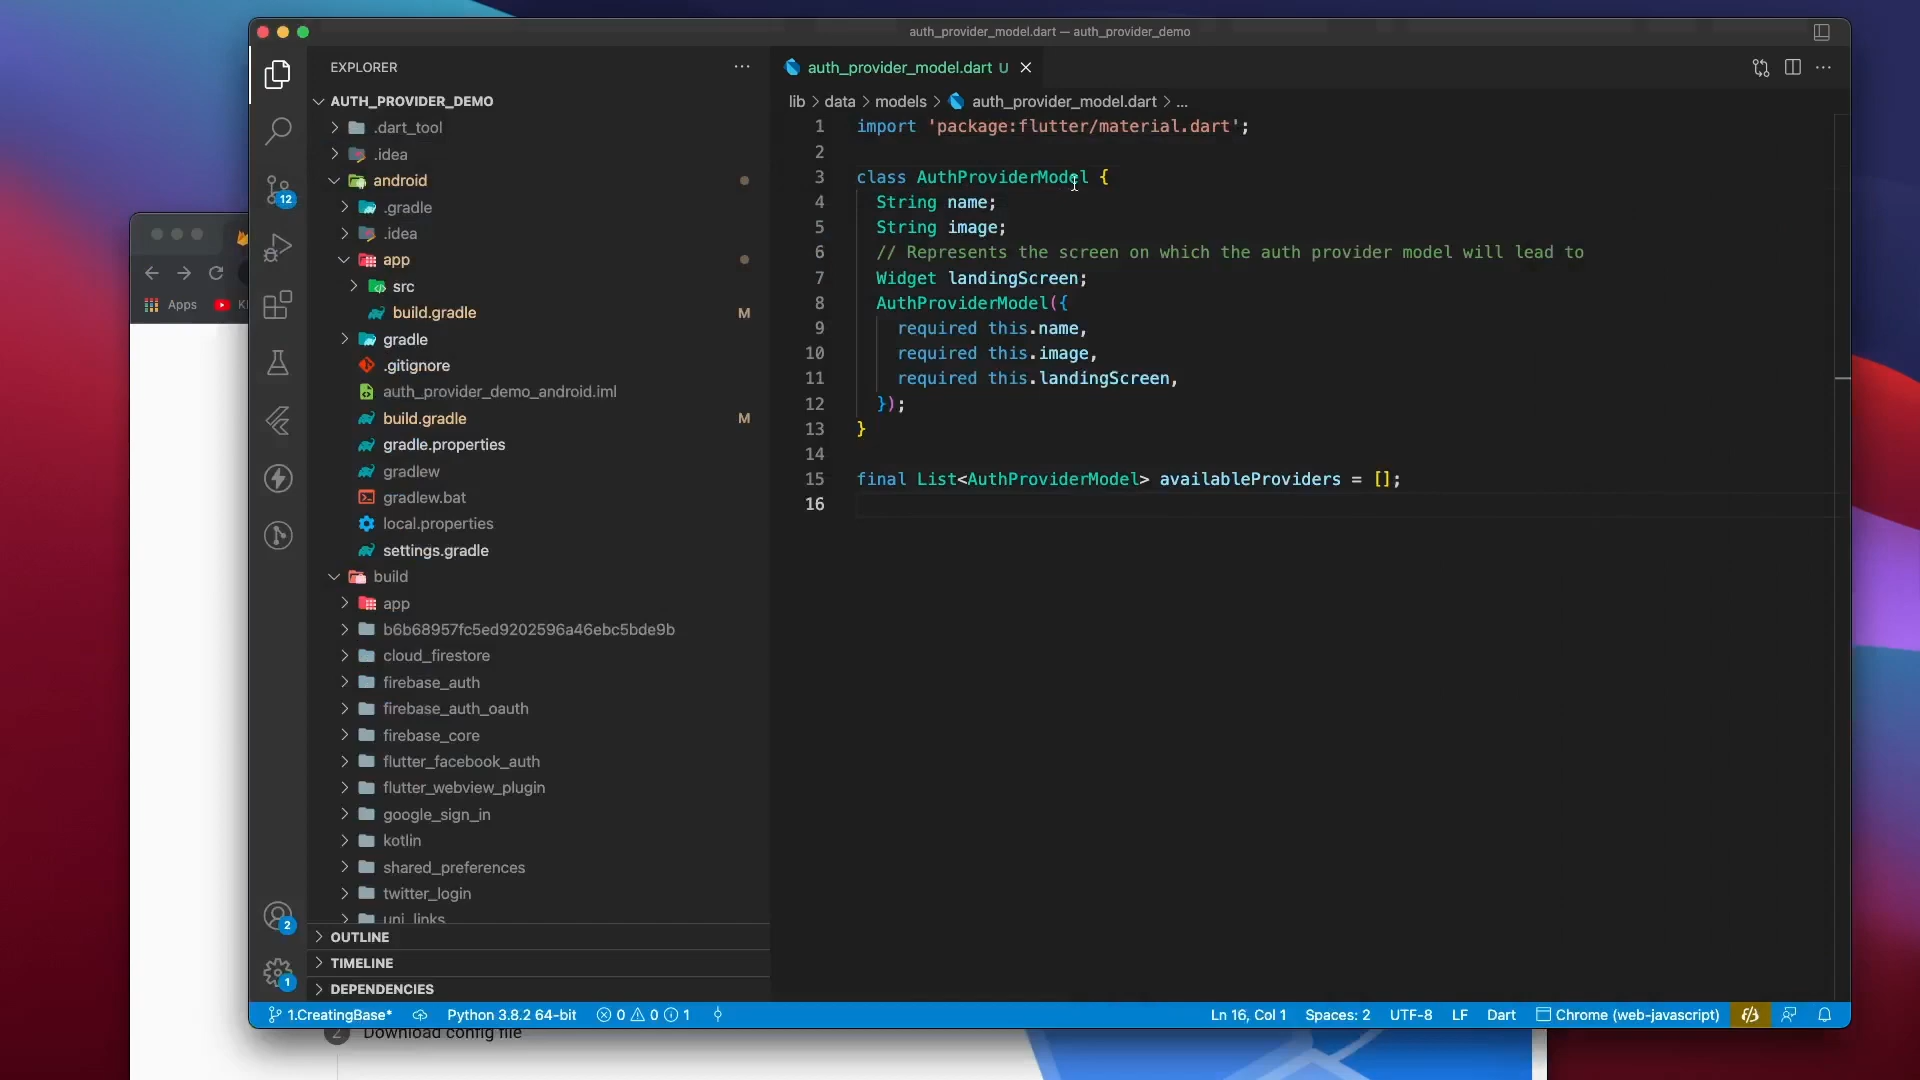 auth_provider_model.dart — auth_provider_demo
EXPLORER
AUTH_PROVIDER_DEMO
.dart_tool
.idea
android
.gradle
.idea
app
src
build.gradle M
gradle
.gitignore
auth_provider_demo_android.iml
build.gradle M
gradle.properties
gradlew
gradlew.bat
local.properties
settings.gradle
build
app
b6b68957fc5ed9202596a46ebc5bde9b
cloud_firestore
firebase_auth
firebase_auth_oauth
firebase_core
flutter_facebook_auth
flutter_webview_plugin
google_sign_in
kotlin
shared_preferences
twitter_login
uni_links
OUTLINE
TIMELINE
DEPENDENCIES
12
2
1
auth_provider_model.dart U
lib > data > models > auth_provider_model.dart > ...
1 import 'package:flutter/material.dart';
2
3 class AuthProviderModel {
4 String name;
5 String image;
6 // Represents the screen on which the auth provider model will lead to
7 Widget landingScreen;
8 AuthProviderModel({
9 required this.name,
10 required this.image,
11 required this.landingScreen,
12 });
13 }
14
15 final List<AuthProviderModel> availableProviders = [];
16
1.CreatingBase* Python 3.8.2 64-bit 0 0 1 Ln 16, Col 1 Spaces: 2 UTF-8 LF Dart Chrome (web-javascript)
Apps
2 Download config file